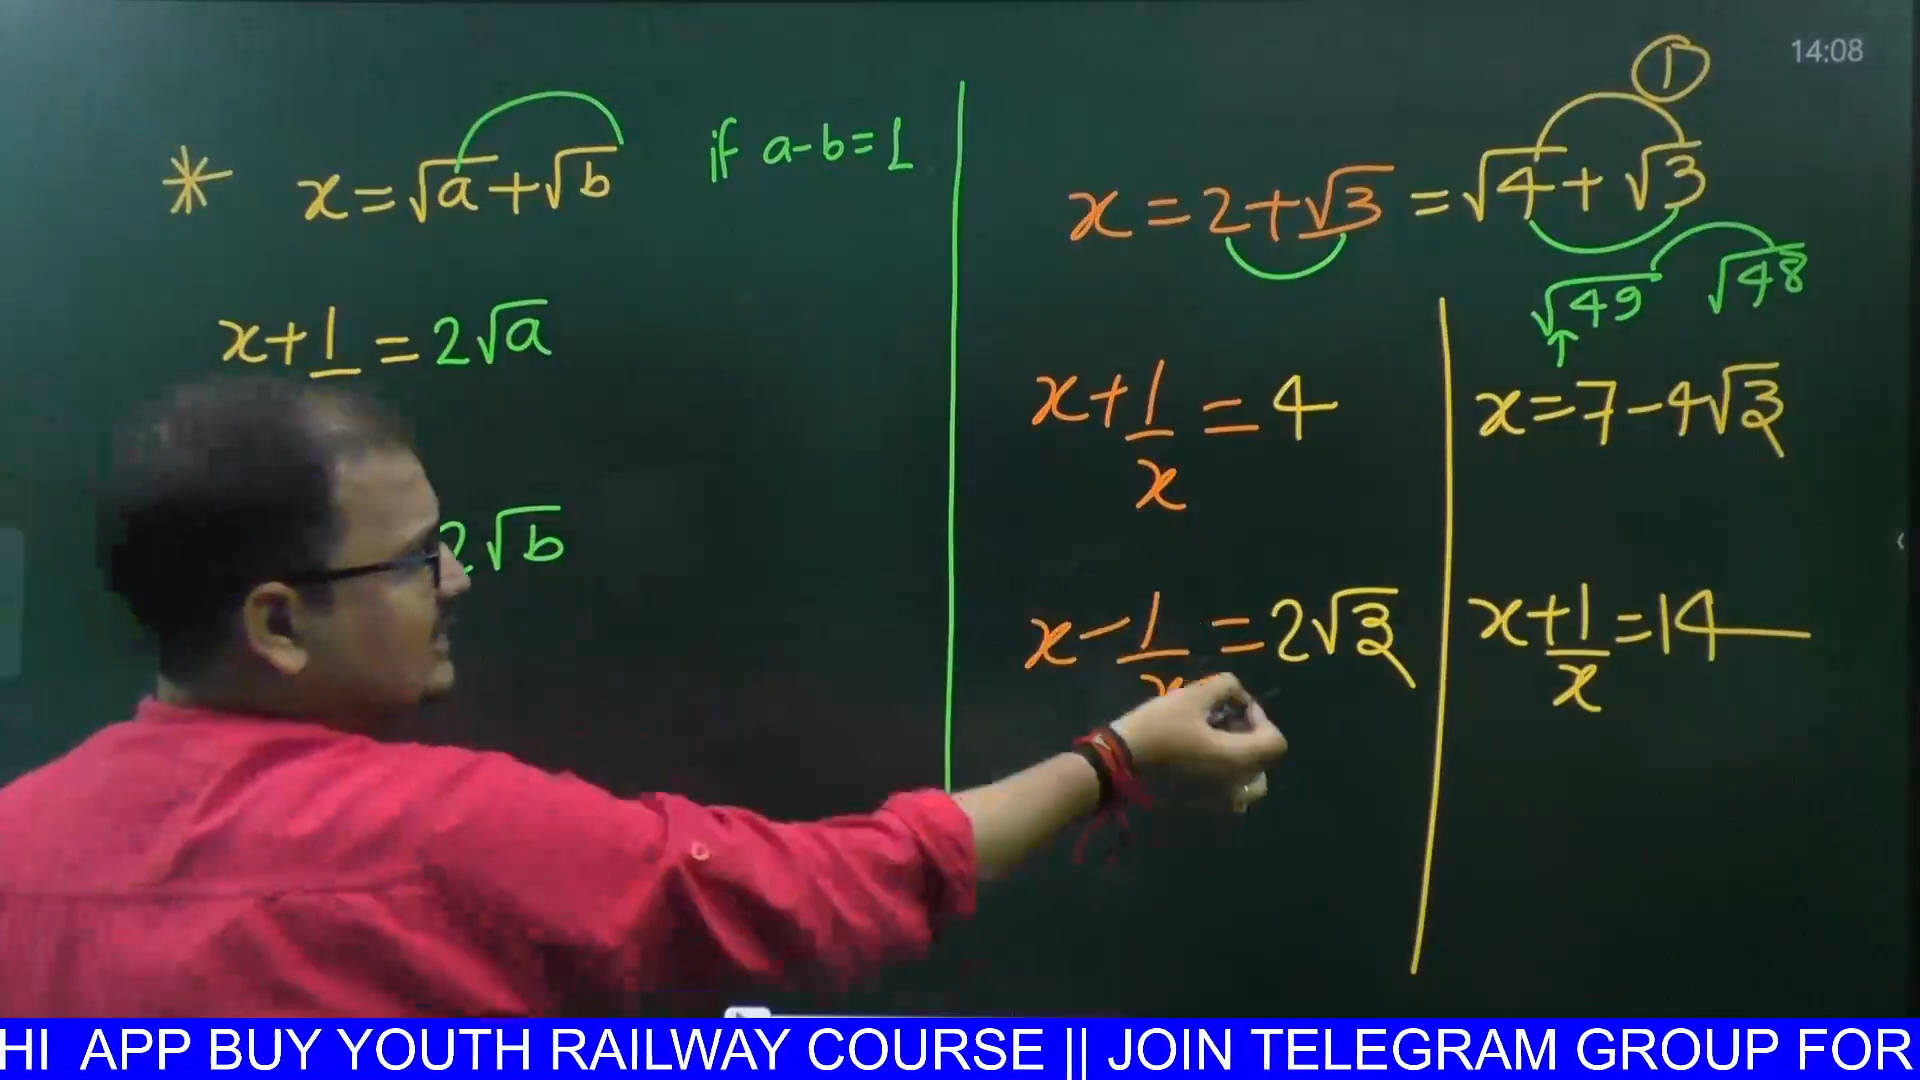 14:08
* x=√a+√b if a-b=1
x+1/ =2√a
2√b
①
x=2+√3=√4+√3
√49 √48
x+1/x=4
x=7-4√3
x-1/x=2√3
x+1/x=14
HI APP BUY YOUTH RAILWAY COURSE || JOIN TELEGRAM GROUP FOR